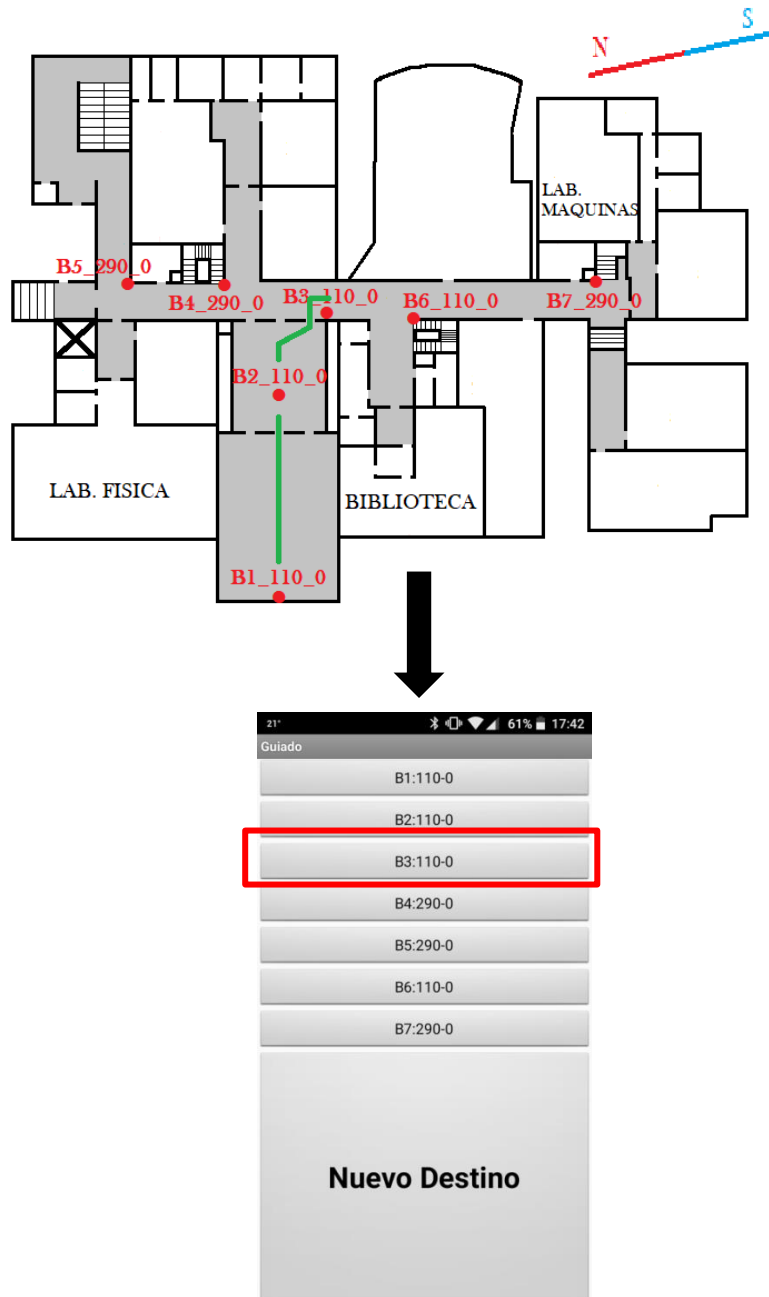 S
N
LAB.
MAQUINAS
B5_290_0
B4_290_0
B3_110_0
B6_110_0
B7_290_0
B2_110_0
LAB. FISICA
BIBLIOTECA
B1_110_0
21° 61% 17:42
Guiado
B1:110-0
B2:110-0
B3:110-0
B4:290-0
B5:290-0
B6:110-0
B7:290-0
Nuevo Destino